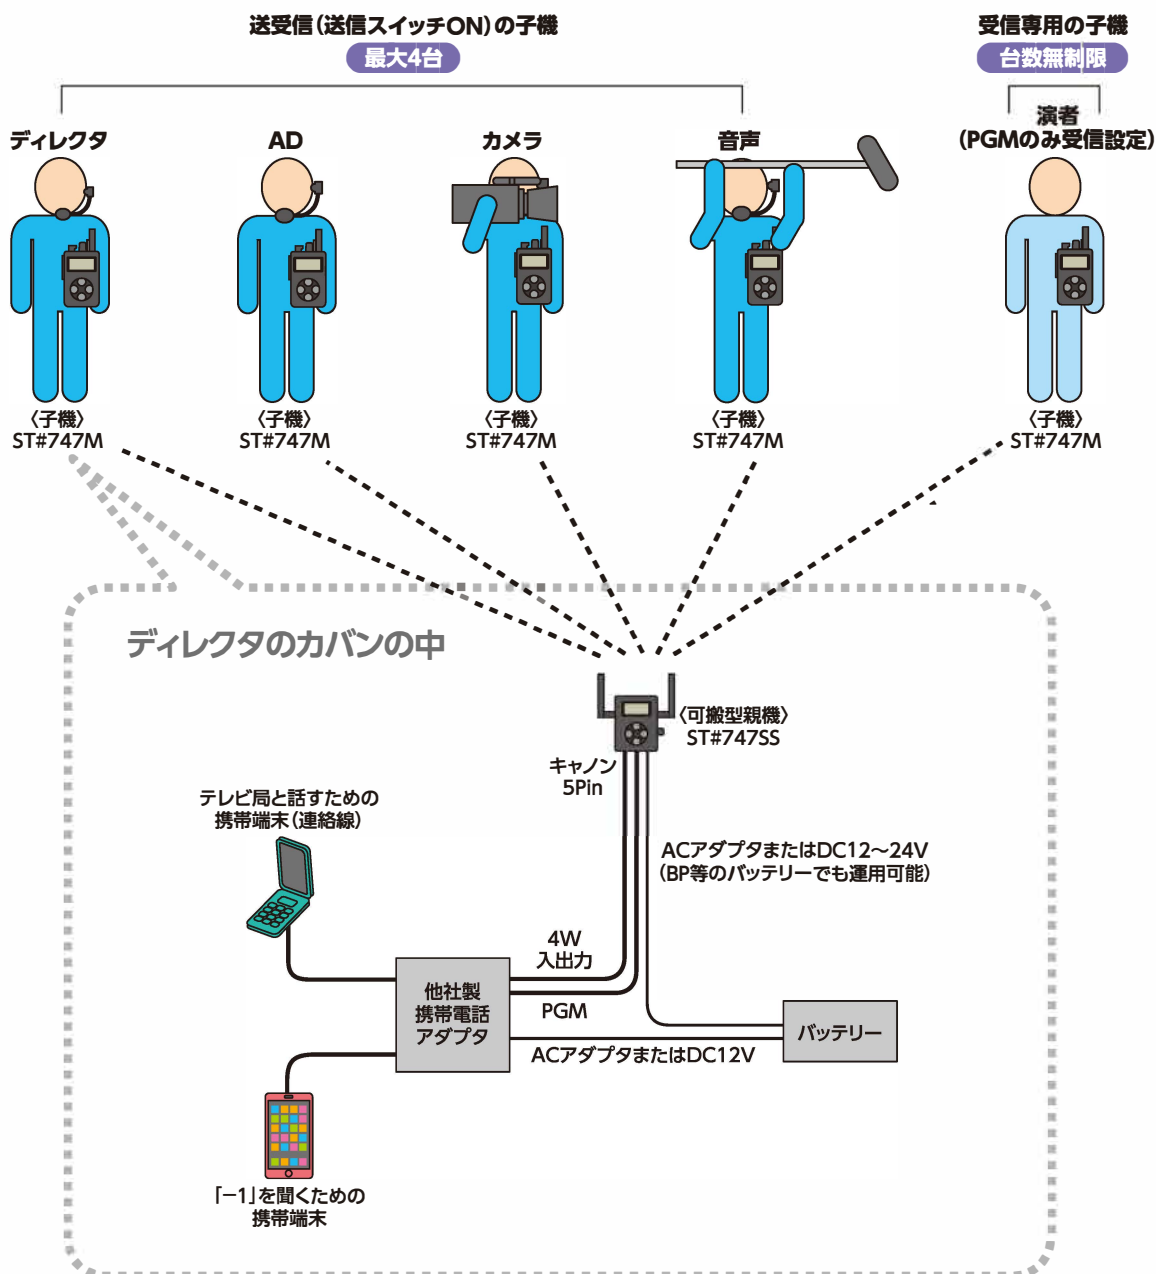 送受信(送信スイッチON)の子機
最大4台
受信専用の子機
台数無制限
ディレクタ
AD
カメラ
音声
演者
(PGMのみ受信設定)
〈子機〉
ST#747M
〈子機〉
ST#747M
〈子機〉
ST#747M
〈子機〉
ST#747M
〈子機〉
ST#747M
ディレクタのカバンの中
〈可搬型親機〉
ST#747SS
キャノン
5Pin
テレビ局と話すための
携帯端末(連絡線)
ACアダプタまたはDC12〜24V
(BP等のバッテリーでも運用可能)
4W
入出力
他社製
携帯電話
アダプタ
PGM
バッテリー
ACアダプタまたはDC12V
「−1」を聞くための
携帯端末